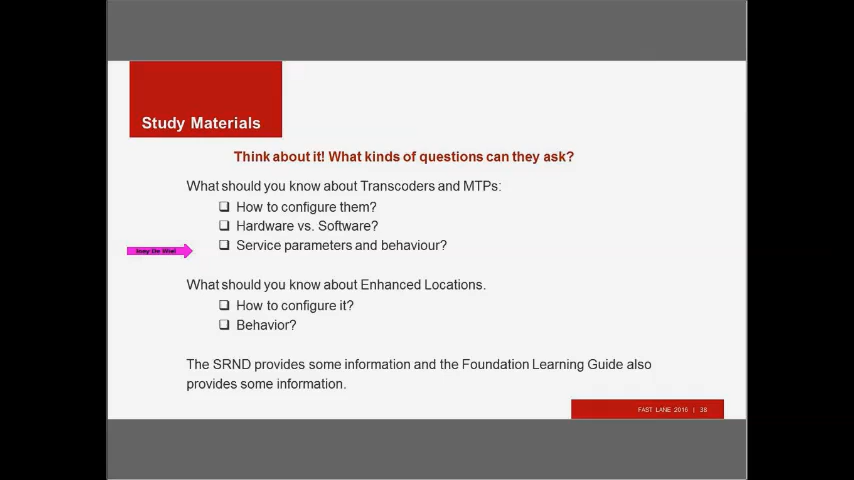 Study Materials
Think about it! What kinds of questions can they ask?
What should you know about Transcoders and MTPs:
How to configure them?
Hardware vs. Software?
Service parameters and behaviour?
What should you know about Enhanced Locations.
How to configure it?
Behavior?
The SRND provides some information and the Foundation Learning Guide also
provides some information.
FAST LANE 2015 | 38